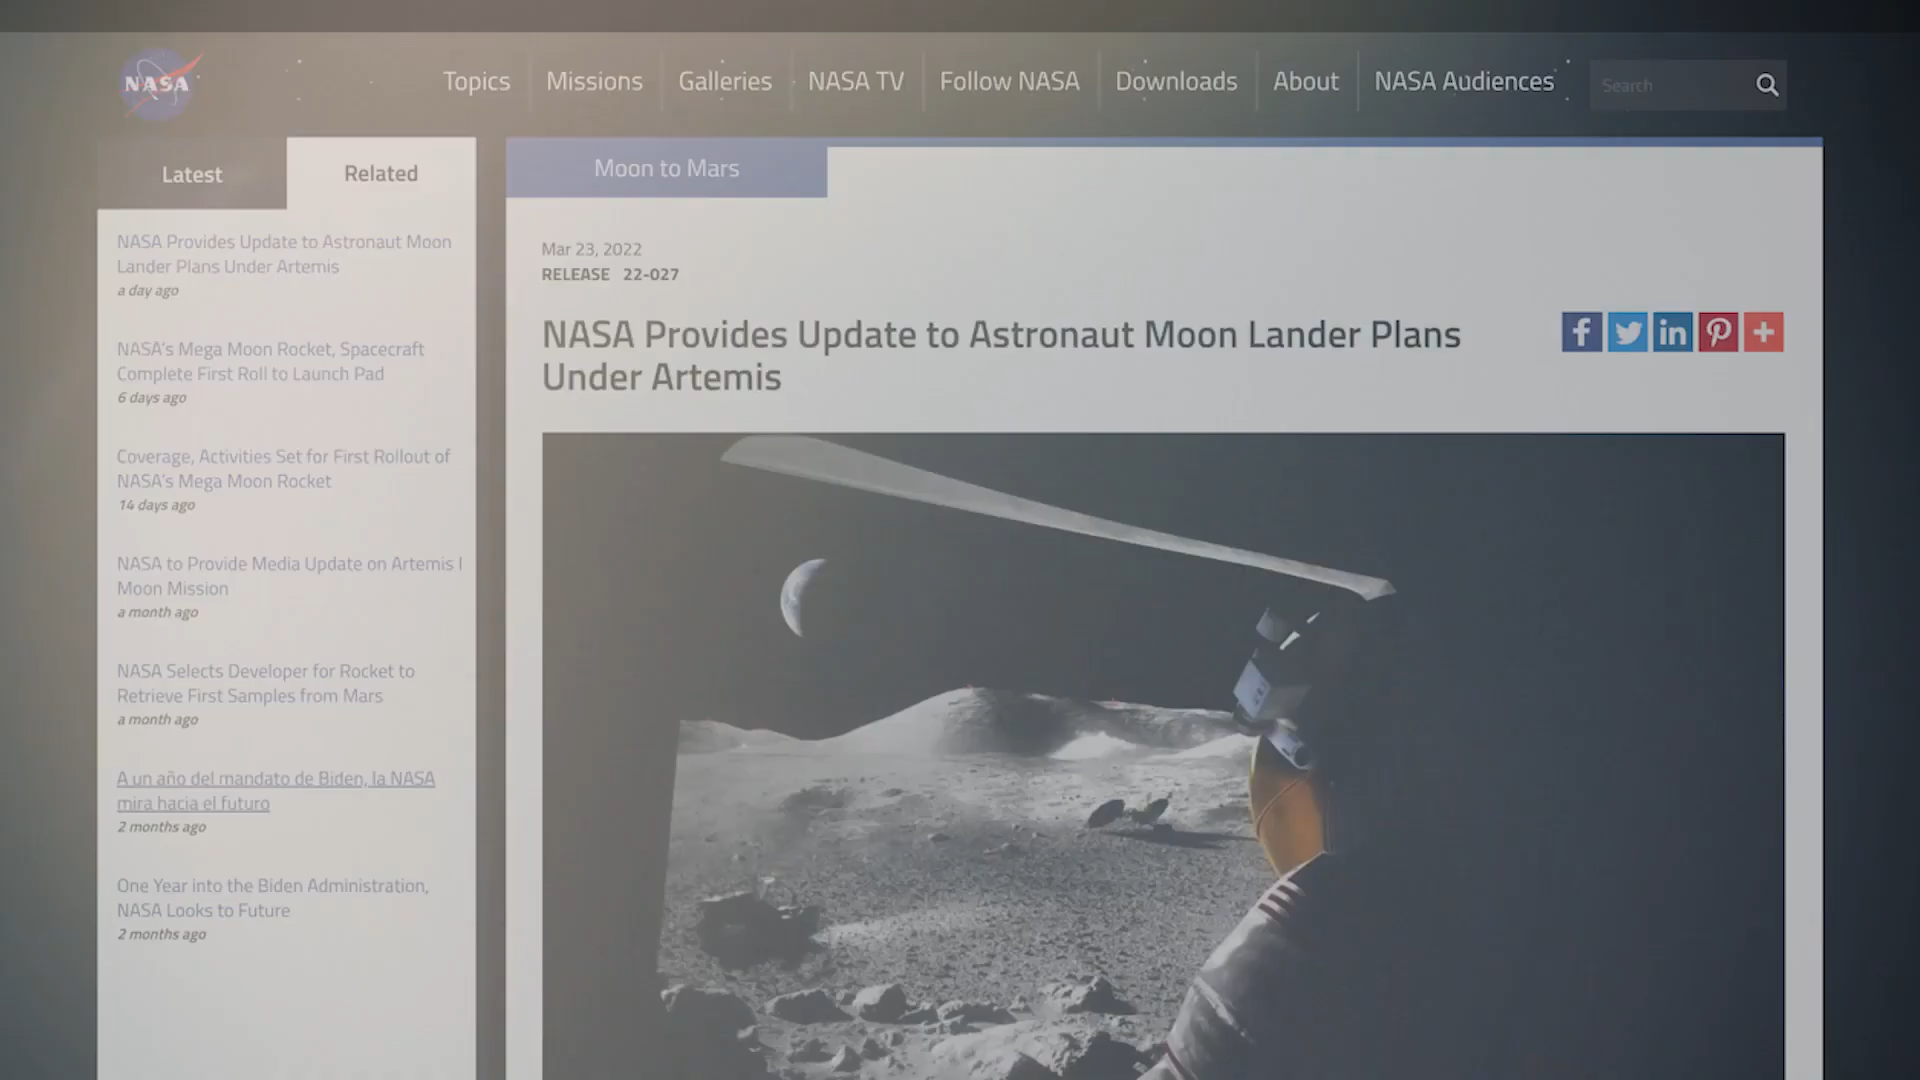 NASA
Topics
Missions
Galleries
NASA TV
Follow NASA
Downloads
About
NASA Audiences
Search
Latest
Related
NASA Provides Update to Astronaut Moon
Lander Plans Under Artemis
a day ago
NASA's Mega Moon Rocket, Spacecraft
Complete First Roll to Launch Pad
6 days ago
Coverage, Activities Set for First Rollout of
NASA's Mega Moon Rocket
14 days ago
NASA to Provide Media Update on Artemis I
Moon Mission
a month ago
NASA Selects Developer for Rocket to
Retrieve First Samples from Mars
a month ago
A un año del mandato de Biden, la NASA
mira hacia el futuro
2 months ago
One Year into the Biden Administration,
NASA Looks to Future
2 months ago
Moon to Mars
Mar 23, 2022
RELEASE 22-027
NASA Provides Update to Astronaut Moon Lander Plans
Under Artemis